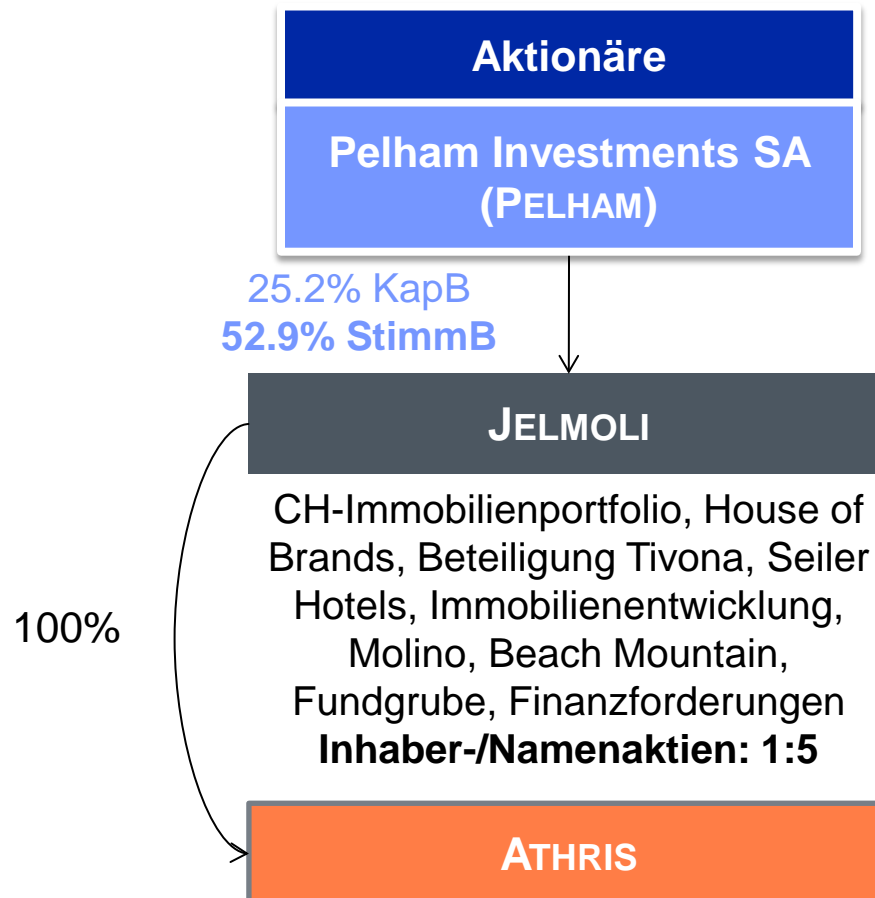 Aktionäre
Pelham Investments SA
(PELHAM)
25.2% KapB
52.9% StimmB
JELMOLI
CH-Immobilienportfolio, House of
Brands, Beteiligung Tivona, Seiler
Hotels, Immobilienentwicklung,
Molino, Beach Mountain,
Fundgrube, Finanzforderungen
Inhaber-/Namenaktien: 1:5
100%
ATHRIS